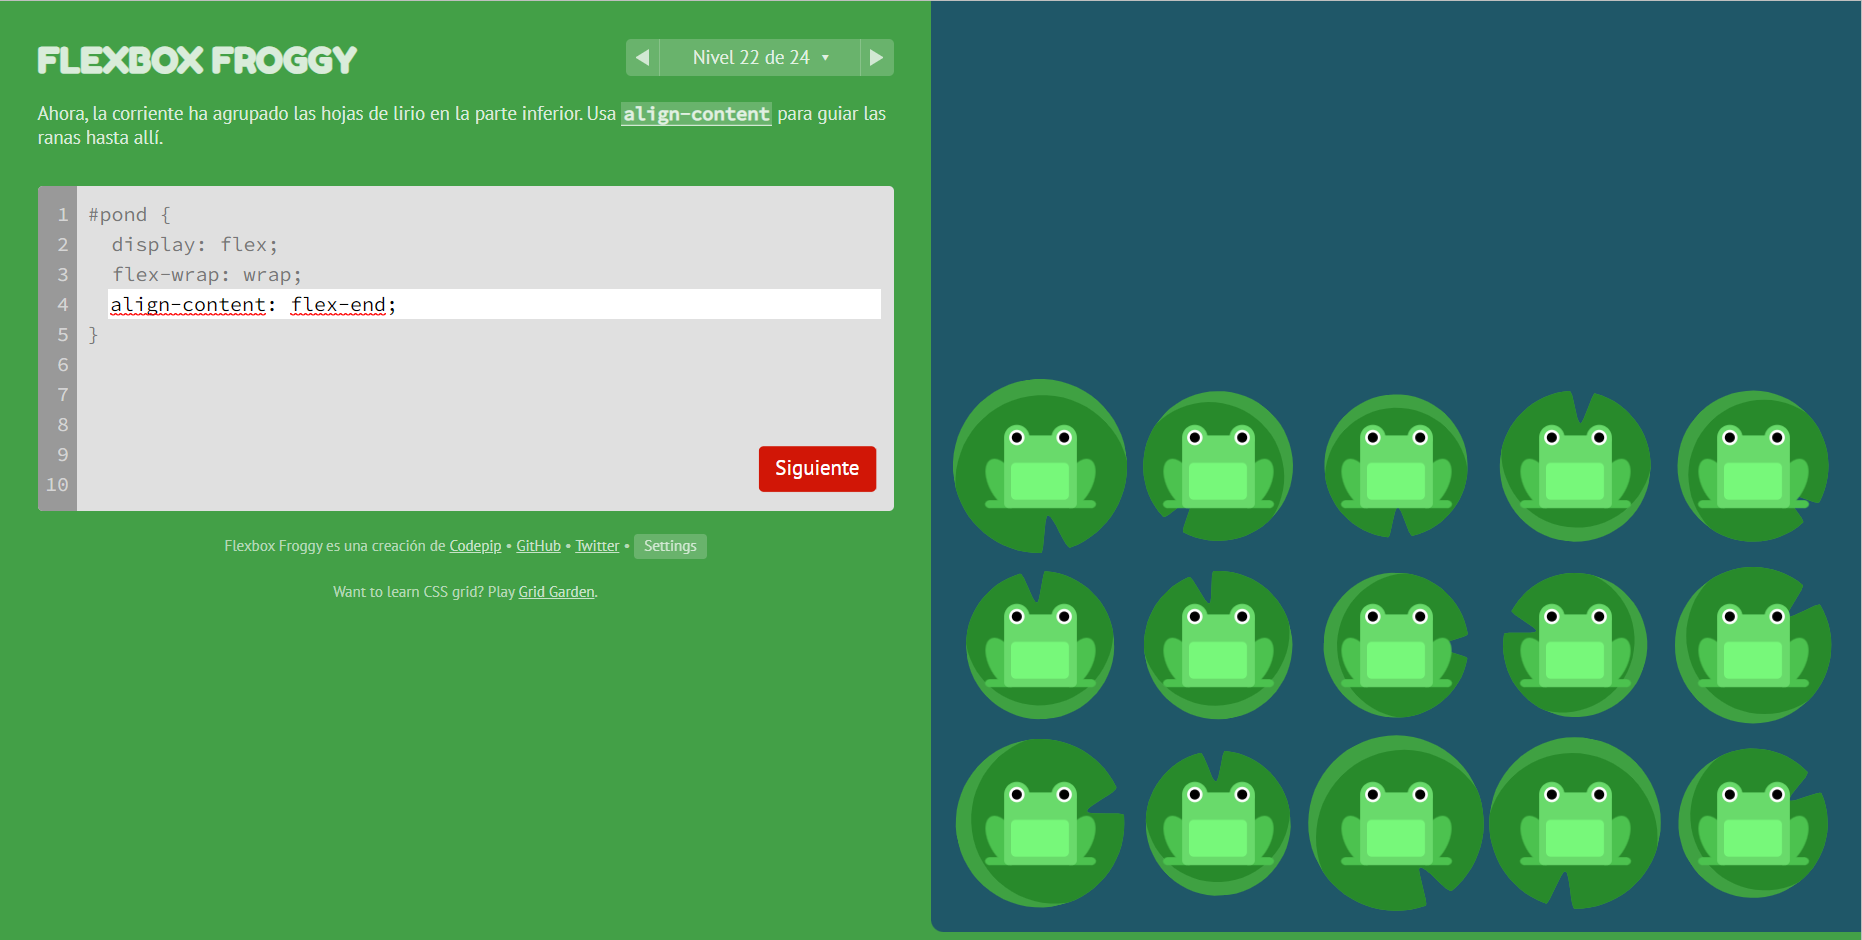 FLEXBOX FROGGY
Nivel 22 de 24
Ahora, la corriente ha agrupado las hojas de lirio en la parte inferior. Usa align-content para guiar las
ranas hasta allí.
1 #pond {
2 display: flex;
3 flex-wrap: wrap;
4 align-content: flex-end;
5 }
6
7
8
9
10
Siguiente
Flexbox Froggy es una creación de Codepip • GitHub • Twitter • Settings
Want to learn CSS grid? Play Grid Garden.